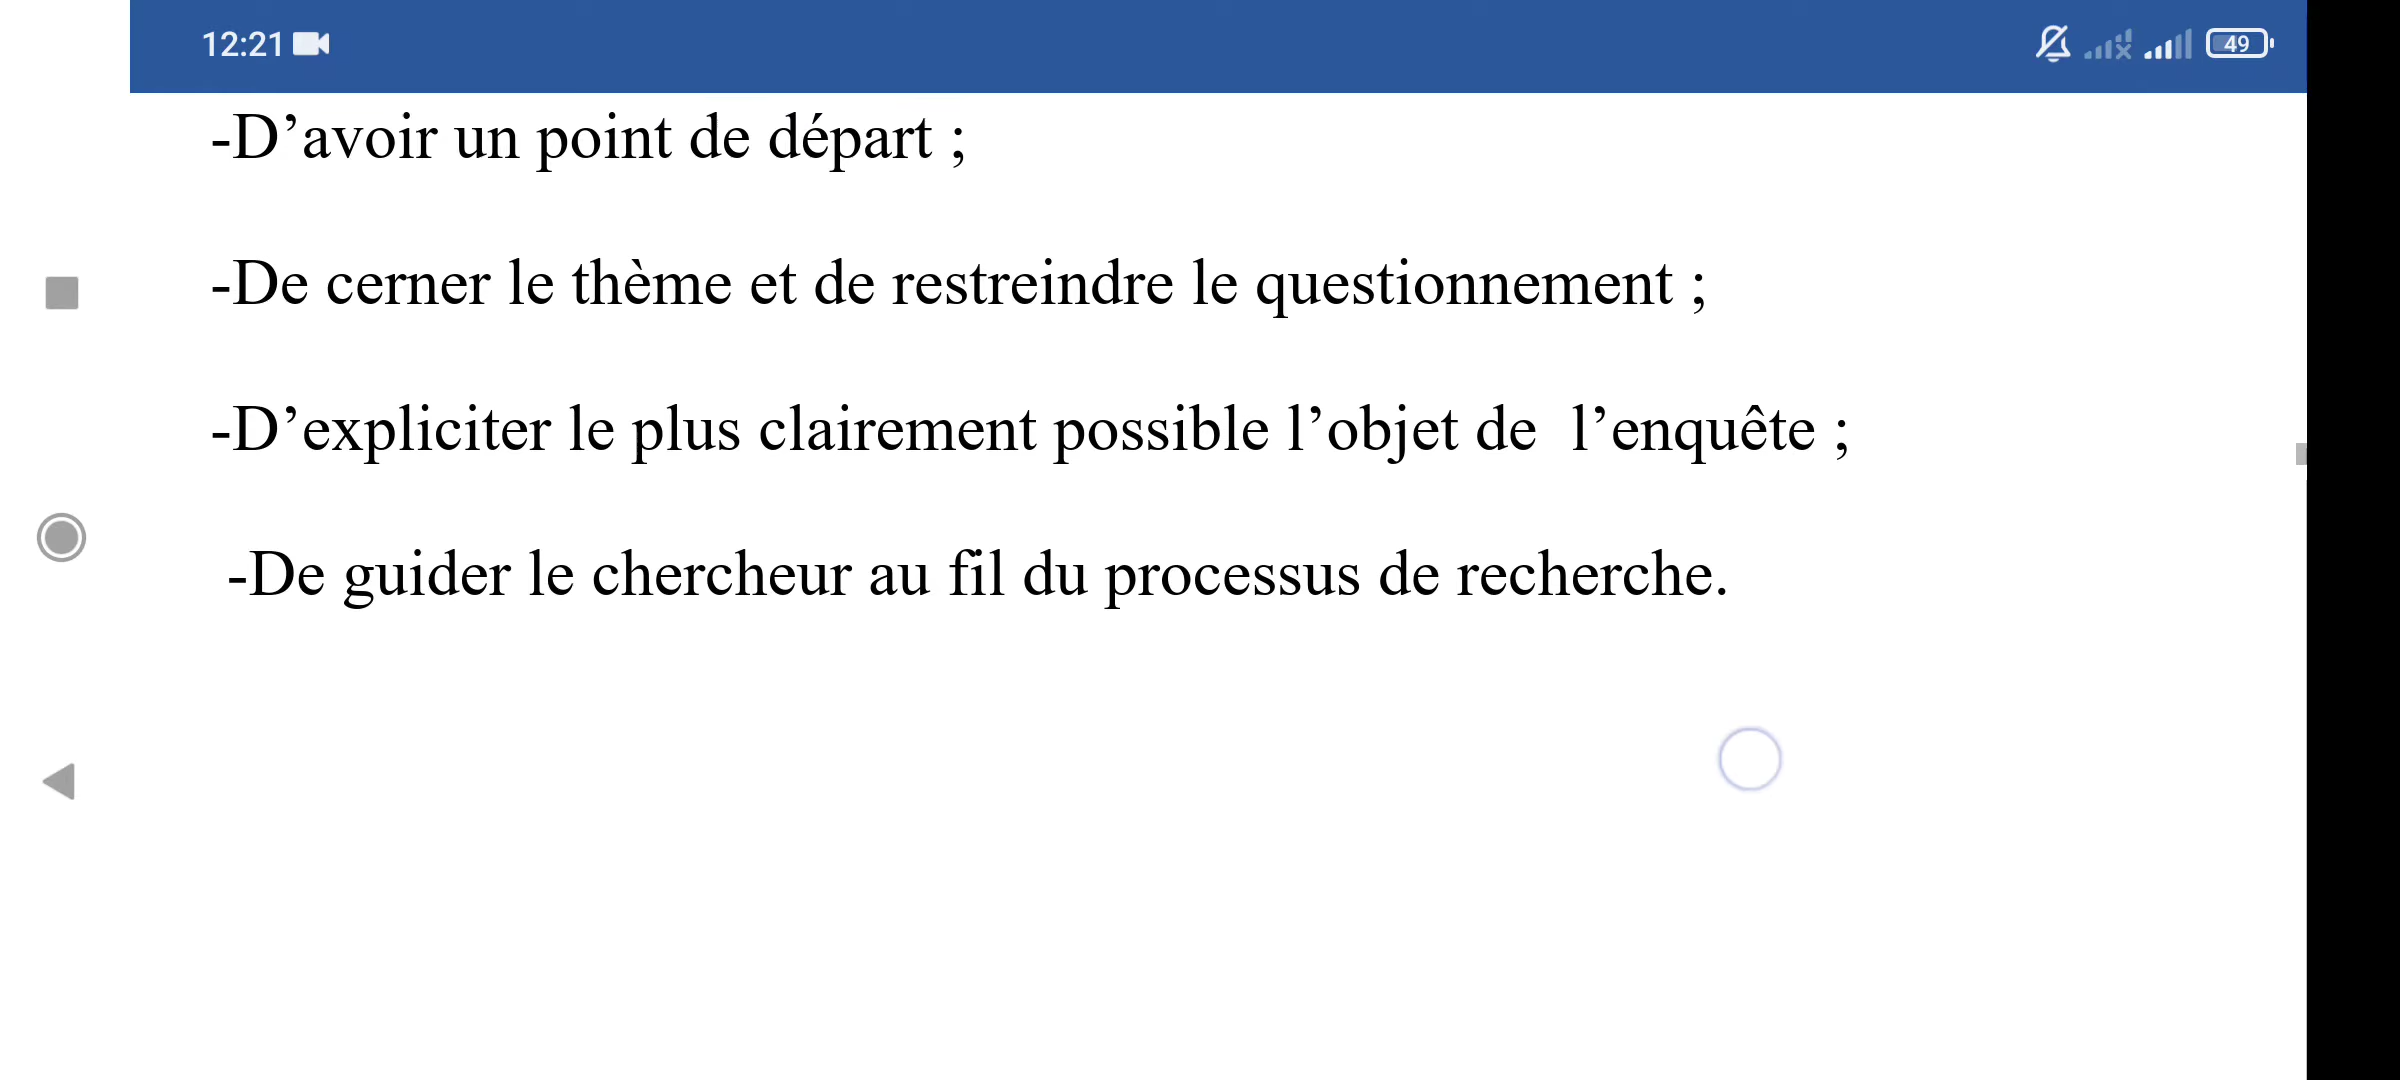 12:21
49
-D’avoir un point de départ ;
-De cerner le thème et de restreindre le questionnement ;
-D’expliciter le plus clairement possible l’objet de  l’enquête ;
-De guider le chercheur au fil du processus de recherche.